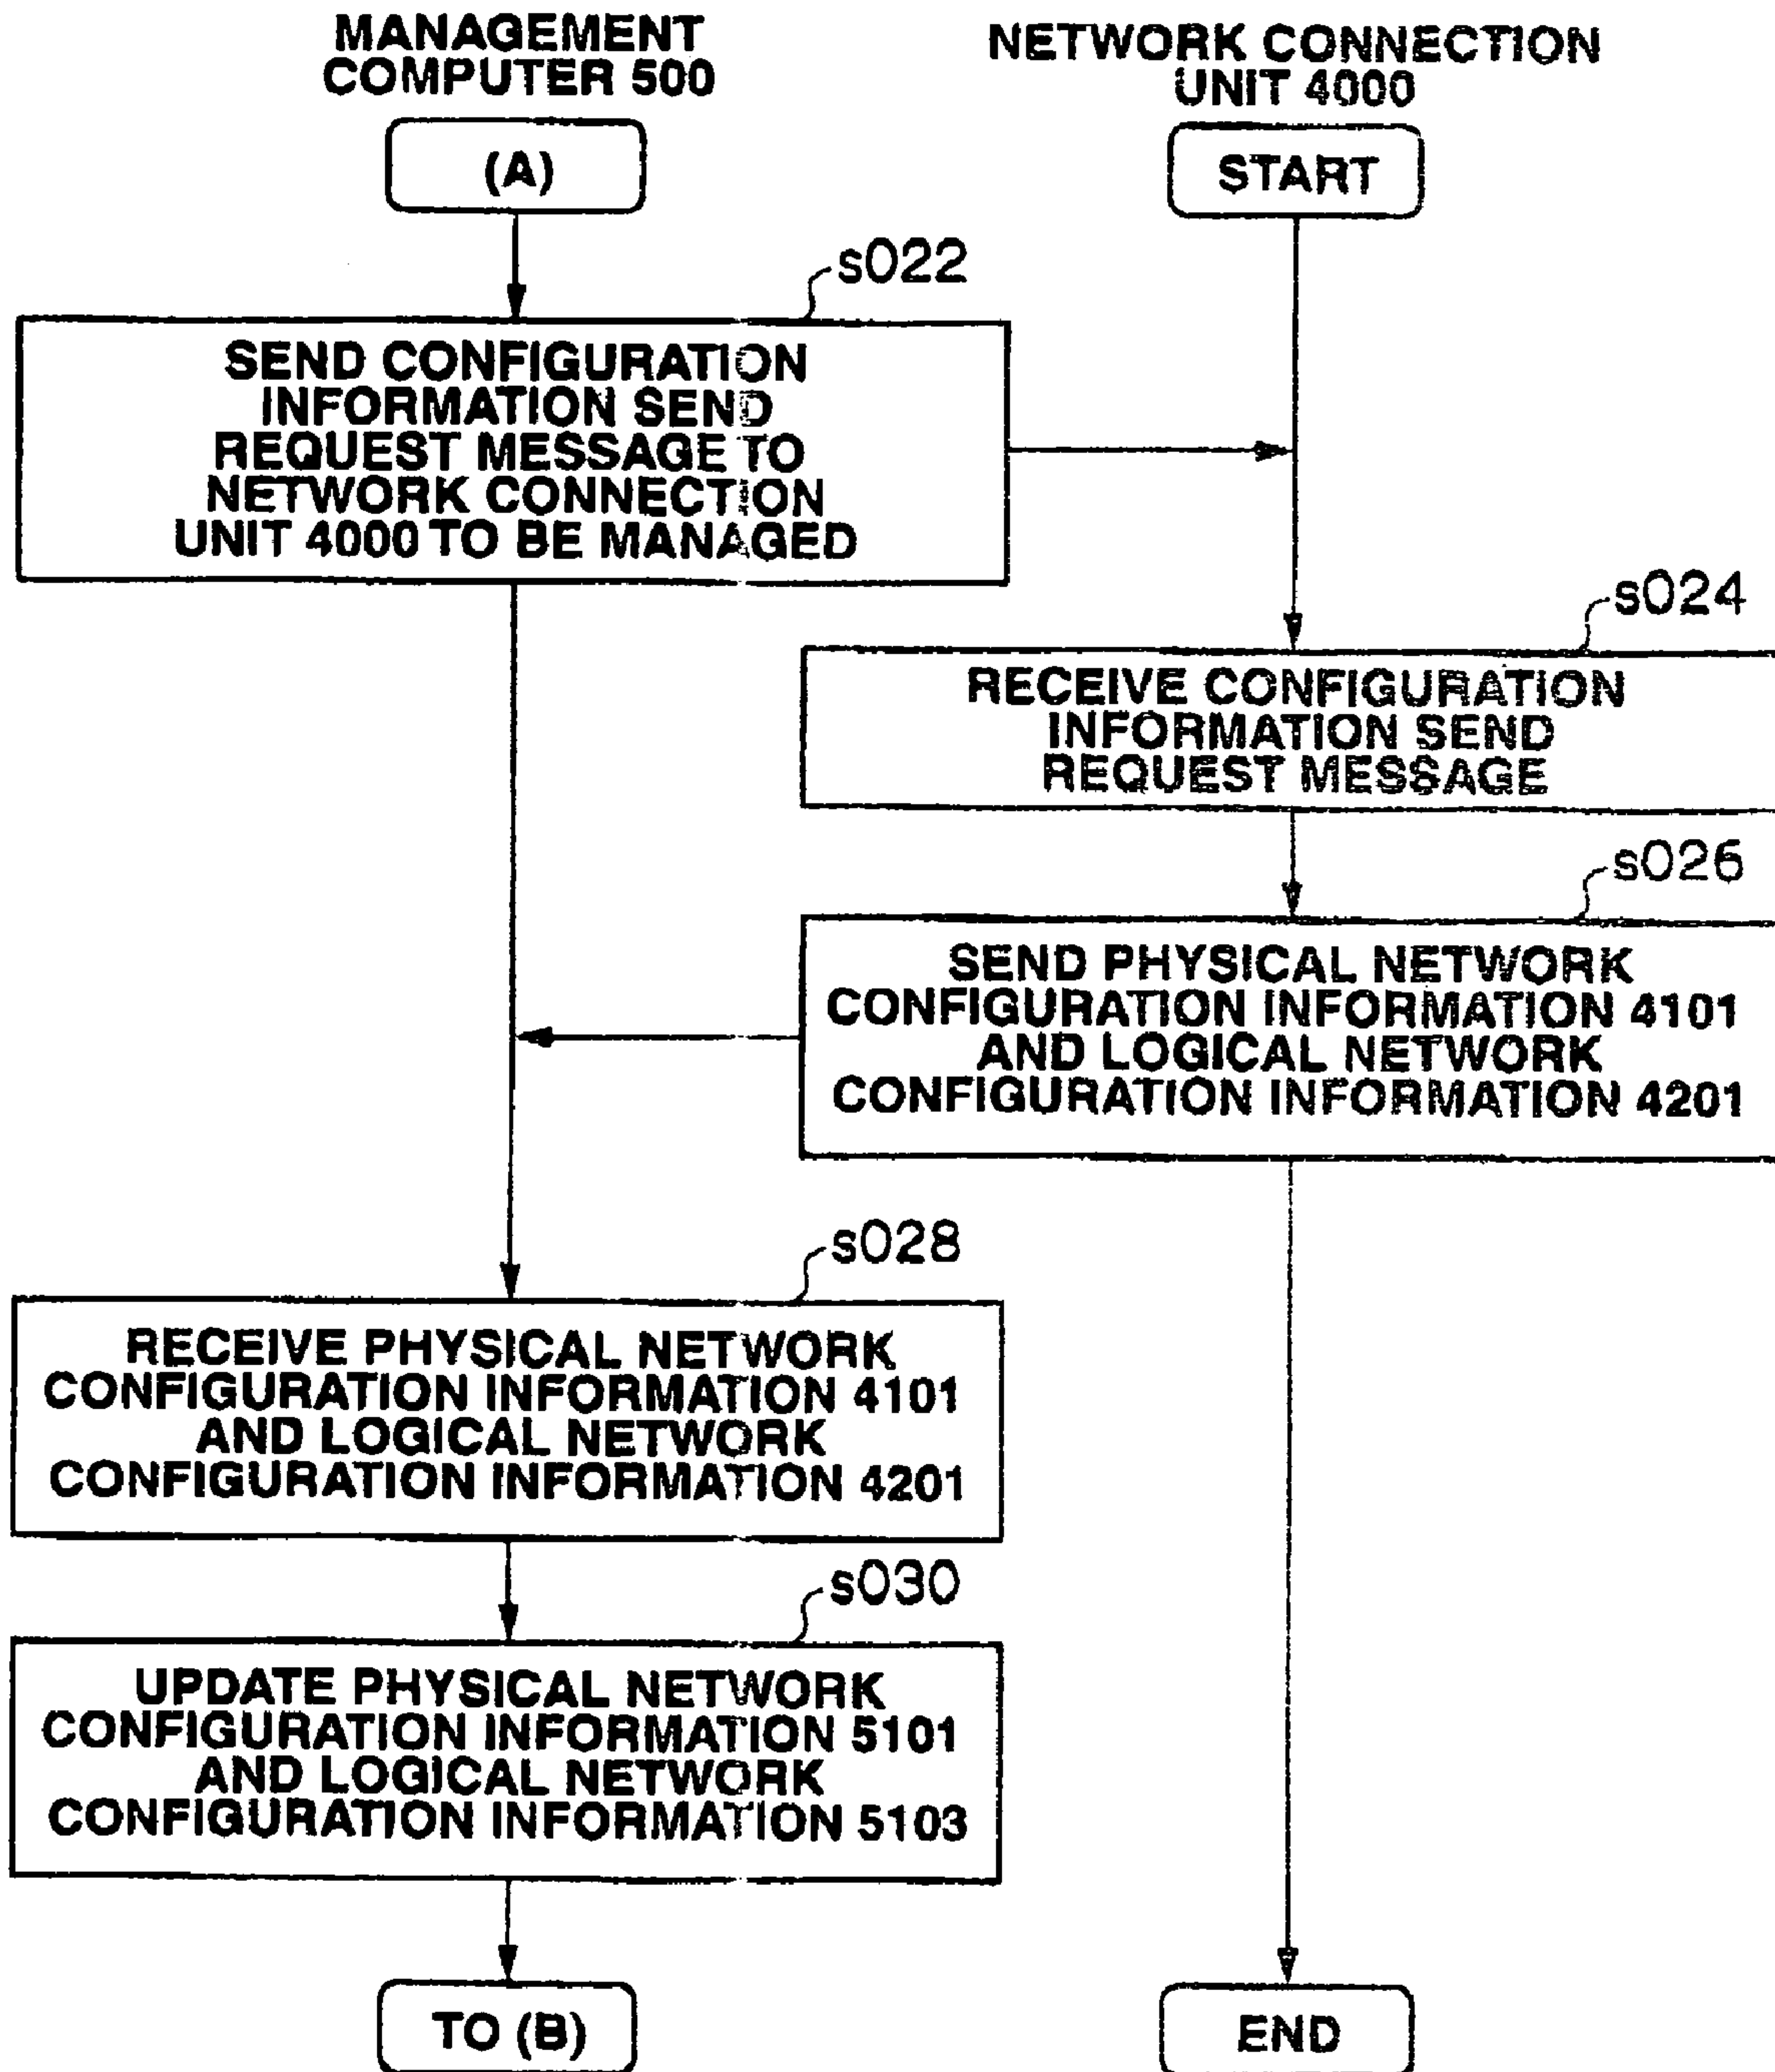 MANAGEMENT
COMPUTER 500
NETWORK CONNECTION
UNIT 4000
(A)
START
s022
SEND CONFIGURATION
INFORMATION SEND
REQUEST MESSAGE TO
NETWORK CONNECTION
UNIT 4000 TO BE MANAGED
s024
RECEIVE CONFIGURATION
INFORMATION SEND
REQUEST MESSAGE
s026
SEND PHYSICAL NETWORK
CONFIGURATION INFORMATION 4101
AND LOGICAL NETWORK
CONFIGURATION INFORMATION 4201
s028
RECEIVE PHYSICAL NETWORK
CONFIGURATION INFORMATION 4101
AND LOGICAL NETWORK
CONFIGURATION INFORMATION 4201
s030
UPDATE PHYSICAL NETWORK
CONFIGURATION INFORMATION 5101
AND LOGICAL NETWORK
CONFIGURATION INFORMATION 5103
TO (B)
END